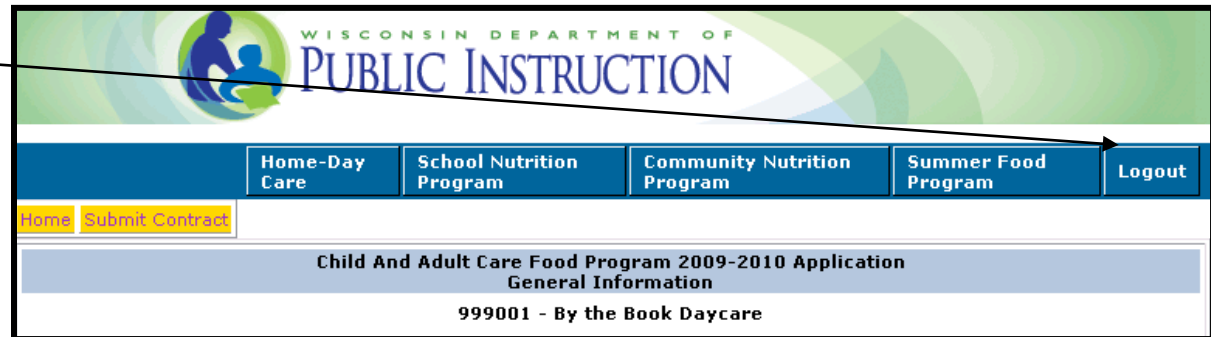 WISCONSIN DEPARTMENT OF
PUBLIC INSTRUCTION
Home-Day Care
School Nutrition Program
Community Nutrition Program
Summer Food Program
Logout
Home Submit Contract
Child And Adult Care Food Program 2009-2010 Application
General Information
999001 - By the Book Daycare